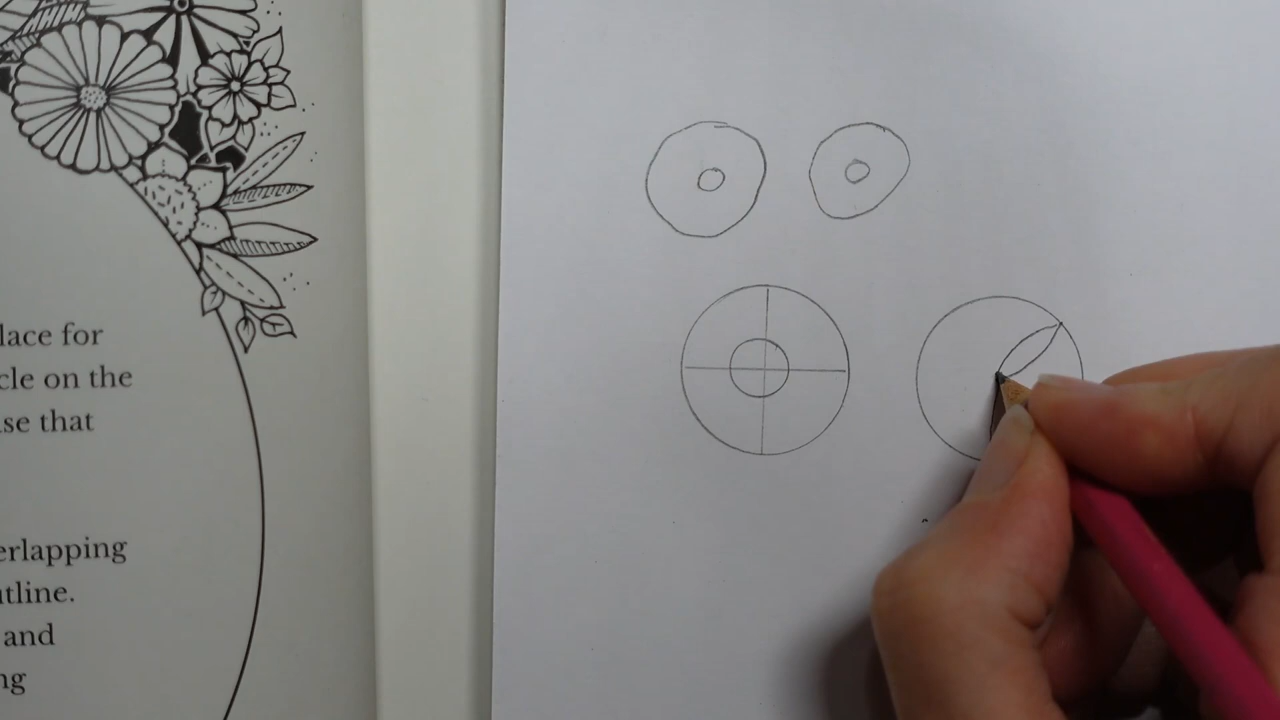 lace for
cle on the
se that
erlapping
tline.
and
ng